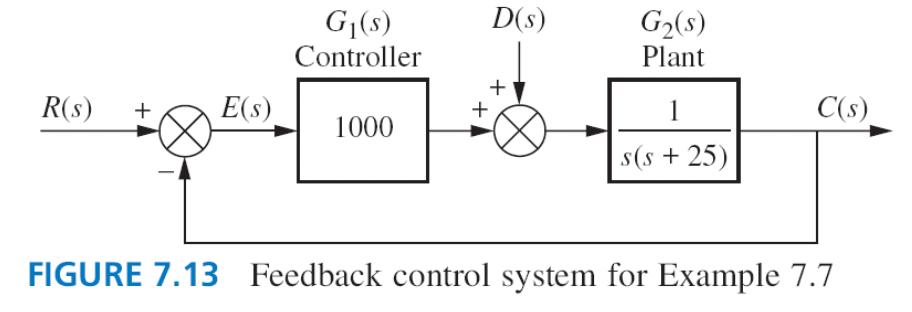 G₁(s)
Controller
D(s)
G₂(s)
Plant
R(s)
+
E(s)
1000
+
+
1
s(s + 25)
C(s)
−
FIGURE 7.13 Feedback control system for Example 7.7